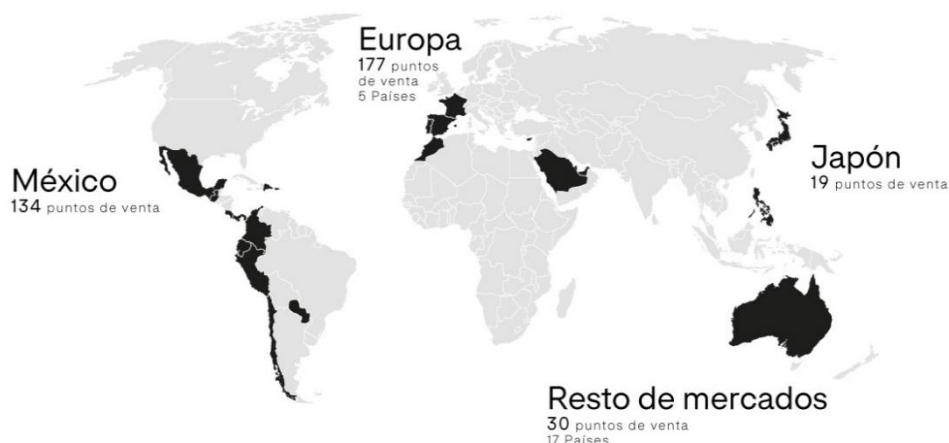 Europa
177 puntos
de venta
5 Países
México
134 puntos de venta
Japón
19 puntos de venta
Resto de mercados
30 puntos de venta
17 Países